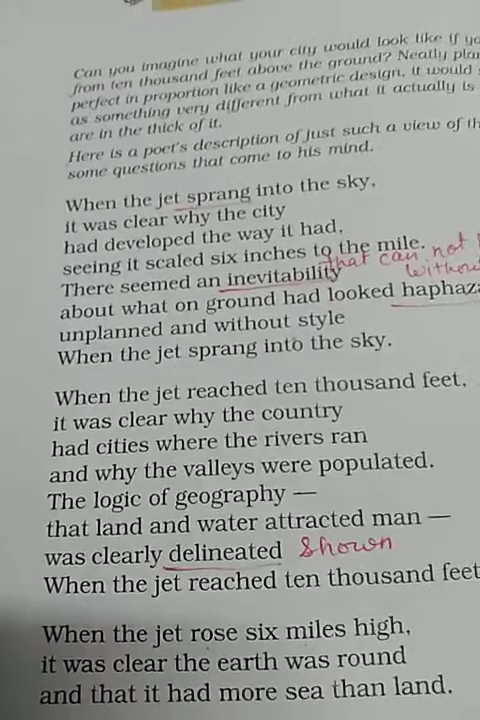 Can you imagine what your city would look like if
from ten thousand feet above the ground? Neatly
perfect in proportion like a geometric design, it would
as something very different from what it actually is
are in the thick of it.
Here is a poet's description of just such a view of
some questions that come to his mind.
When the jet sprang into the sky,
it was clear why the city
had developed the way it had,
seeing it scaled six inches to the mile.
that can not
There seemed an inevitability
about what on ground had looked
unplanned and without style
When the jet sprang into the sky.
When the jet reached ten thousand feet,
it was clear why the country
had cities where the rivers ran
and why the valleys were populated.
The logic of geography —
that land and water attracted man —
was clearly delineated Shown
When the jet reached ten thousand feet
When the jet rose six miles high,
it was clear the earth was round
and that it had more sea than land.